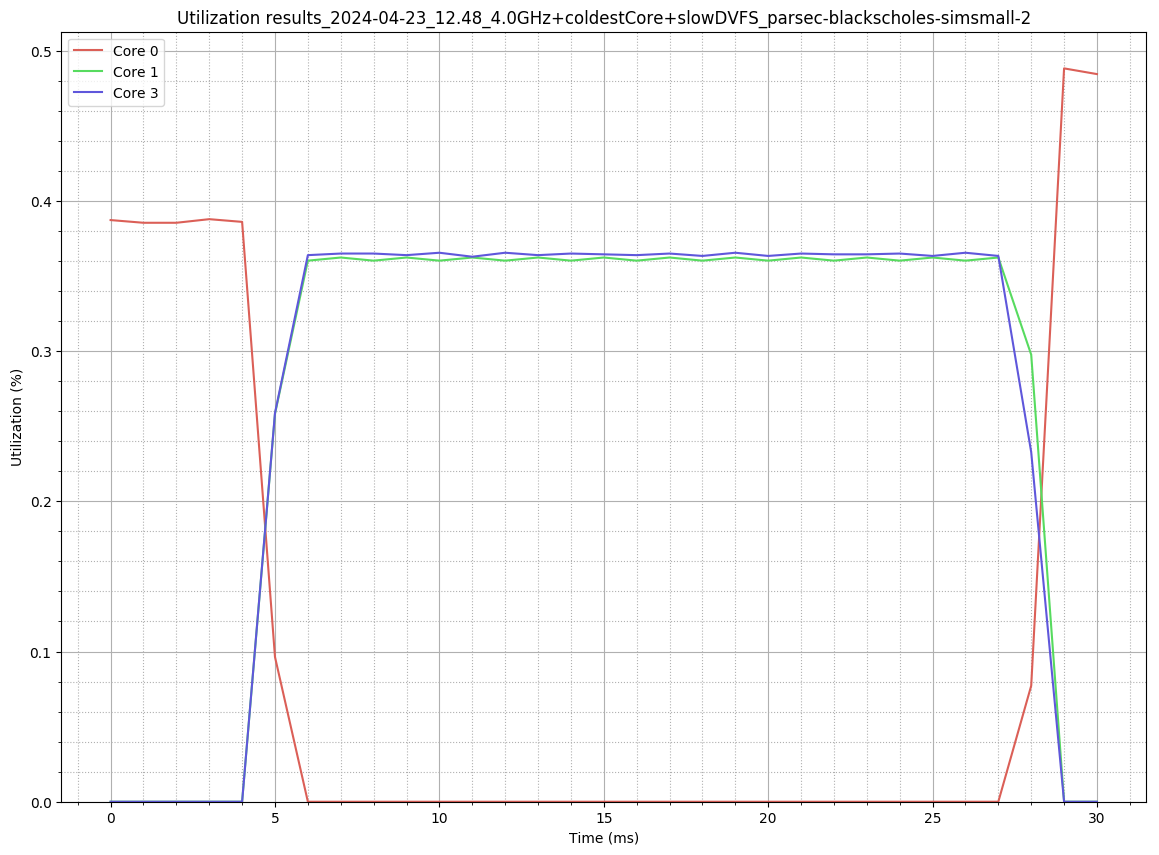 Utilization results_2024-04-23_12.48_4.0GHz+coldestCore+slowDVFS_parsec-blackscholes-simsmall-2
Core 0
Core 1
Core 3
Utilization (%)
0.5
0.4
0.3
0.2
0.1
0.0
0 5 10 15 20 25 30
Time (ms)